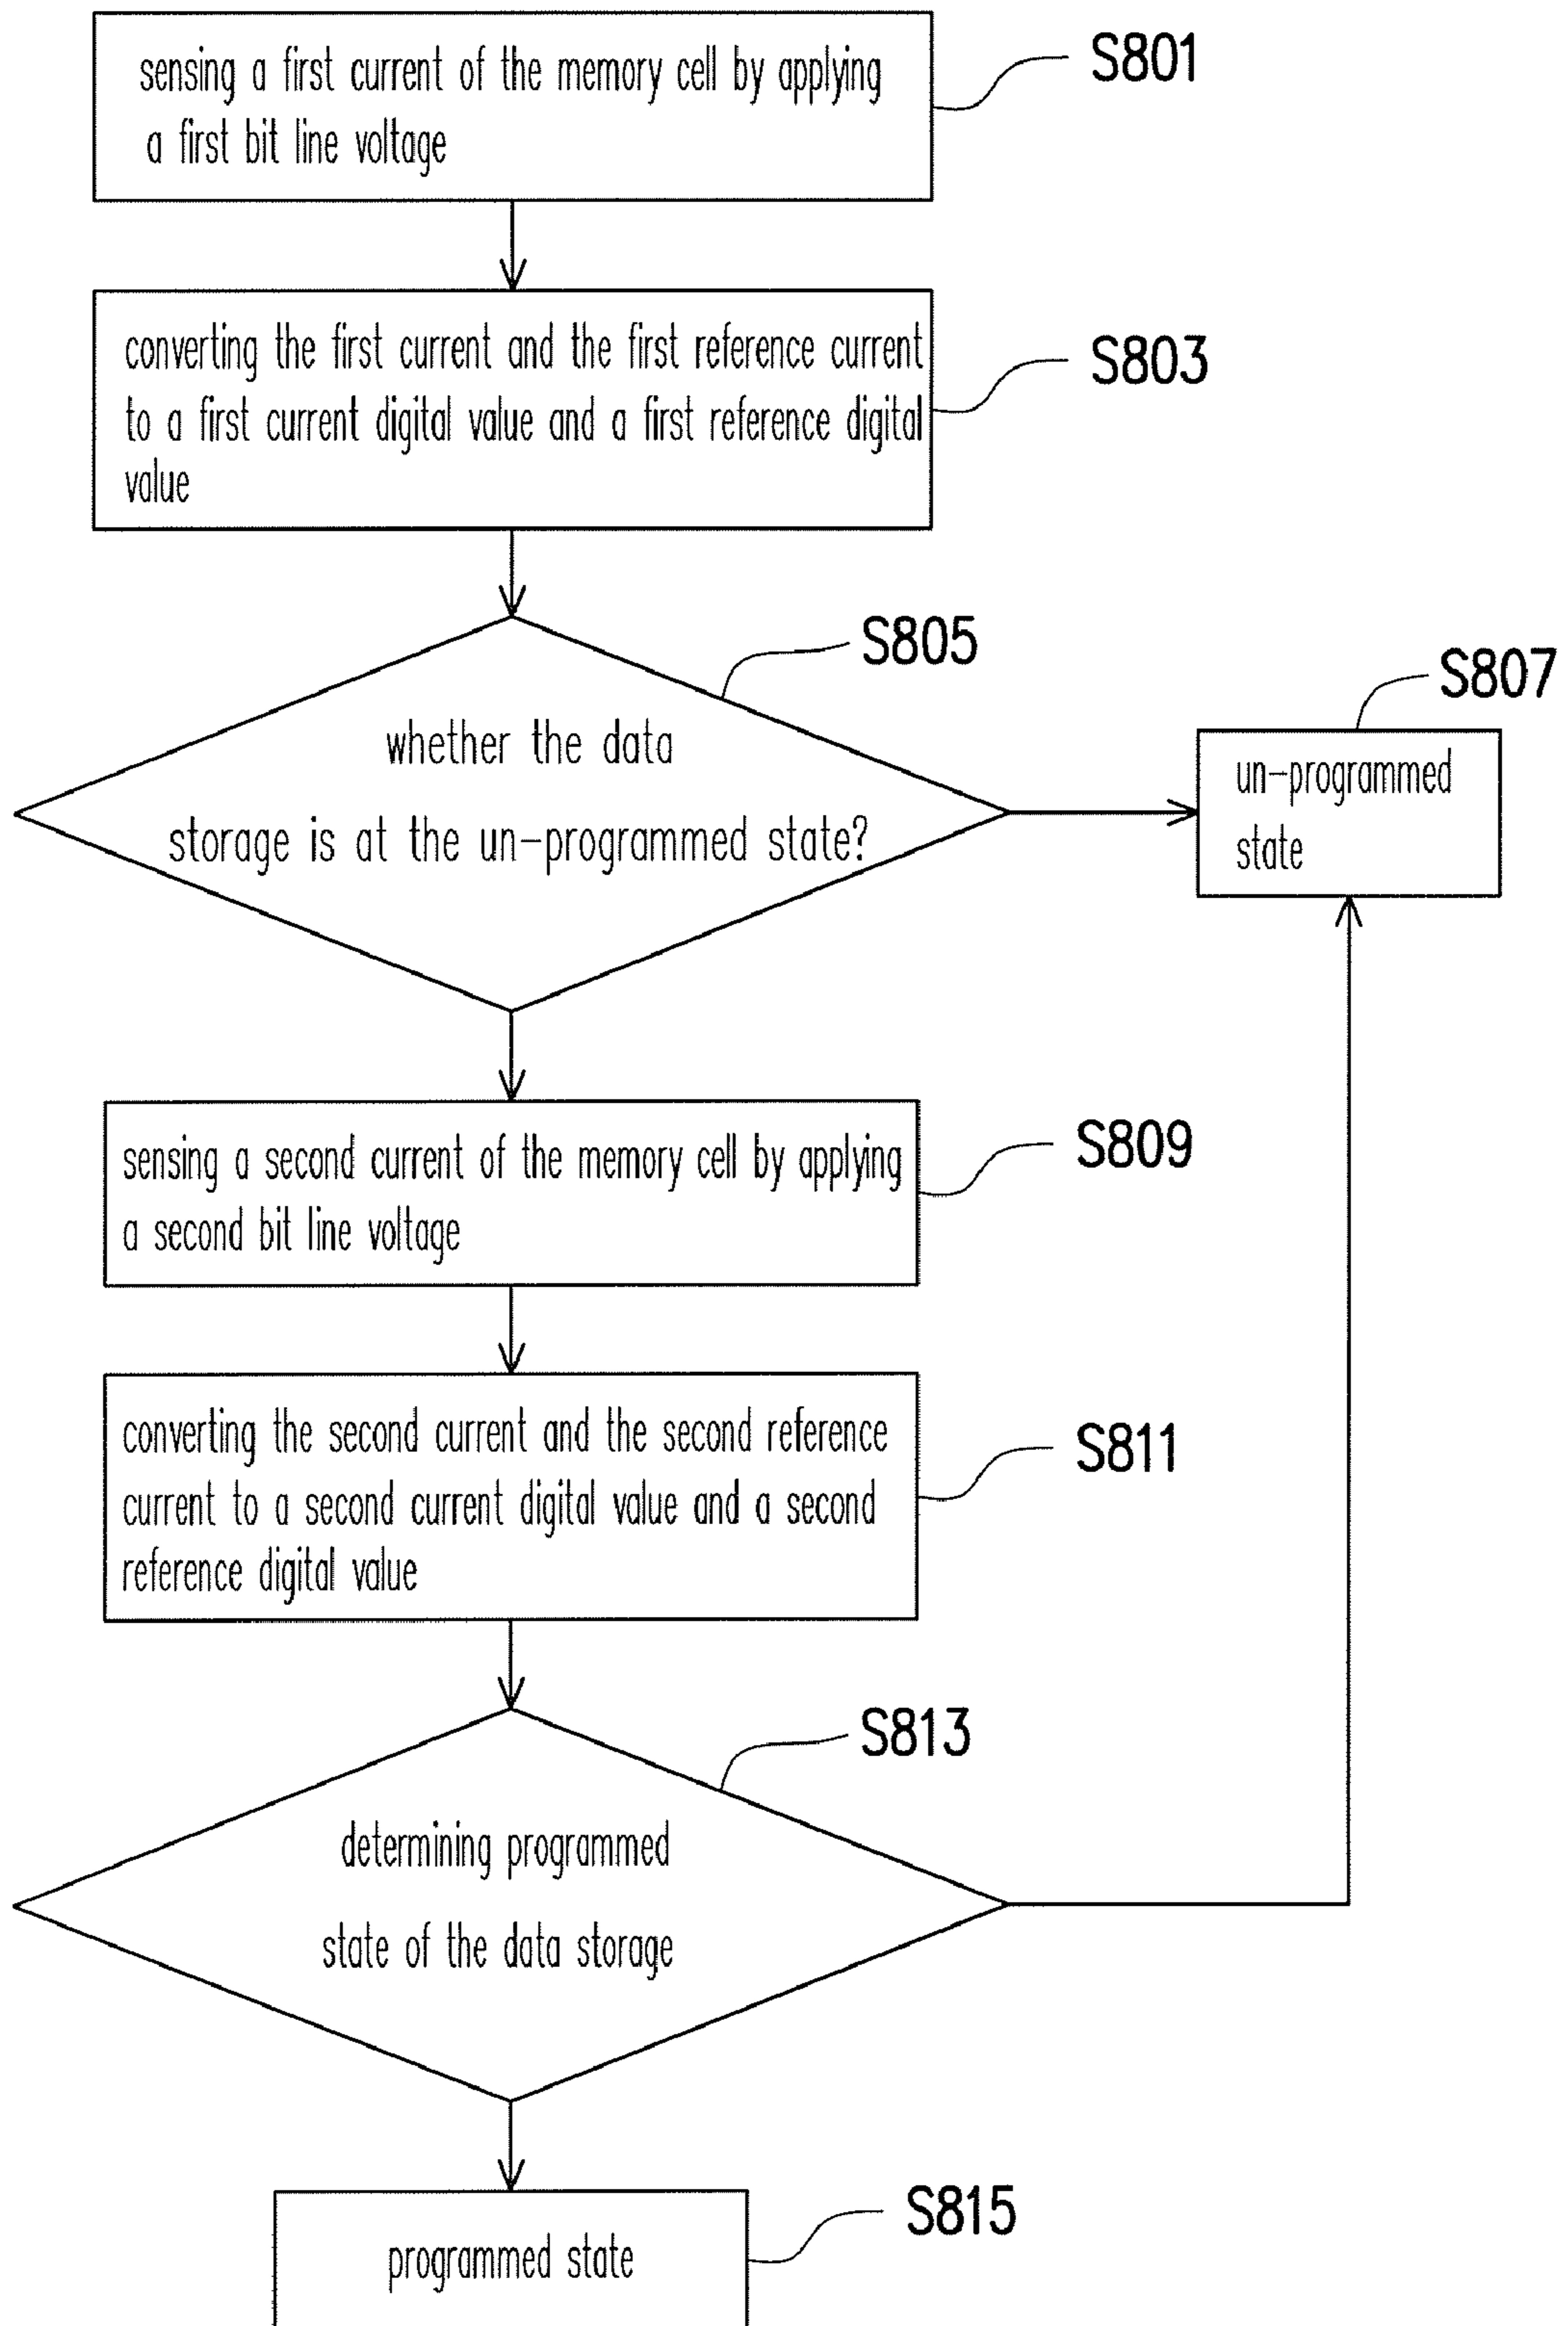 sensing a first current of the memory cell by applying
a first bit line voltage
S801
converting the first current and the first reference current
to a first current digital value and a first reference digital
value
S803
whether the data
storage is at the un-programmed state?
S805
un-programmed
state
S807
sensing a second current of the memory cell by applying
a second bit line voltage
S809
converting the second current and the second reference
current to a second current digital value and a second
reference digital value
S811
determining programmed
state of the data storage
S813
programmed state
S815